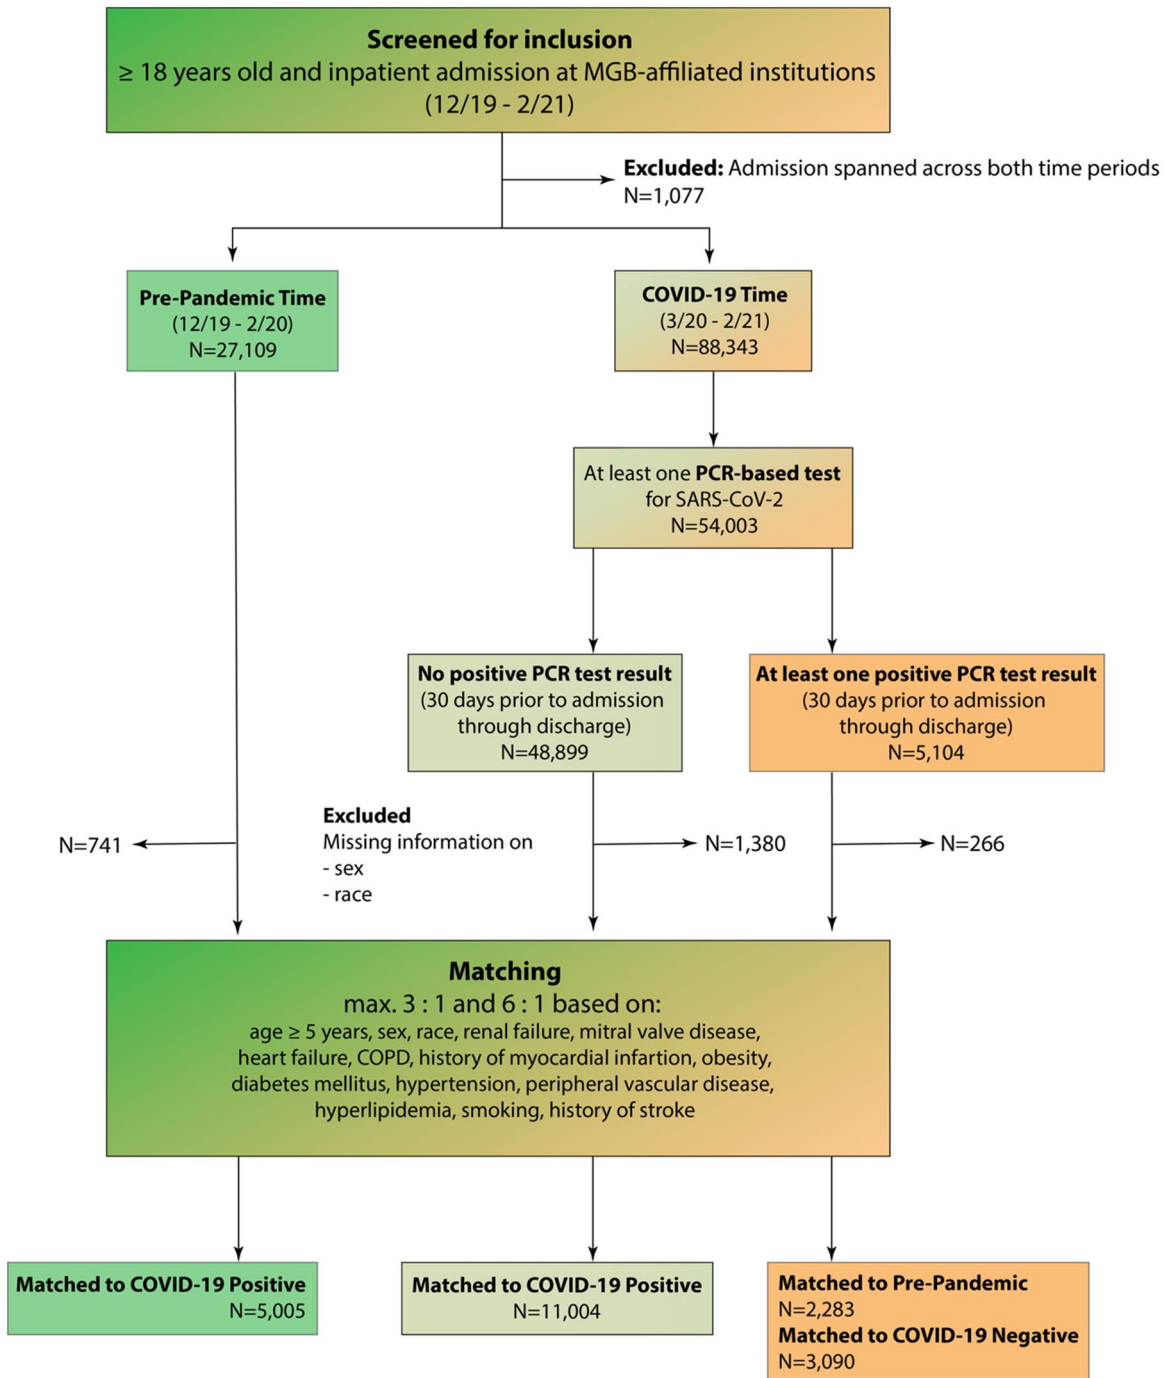 Screened for inclusion
≥ 18 years old and inpatient admission at MGB-affiliated institutions
(12/19 - 2/21)
Excluded: Admission spanned across both time periods
N=1,077
Pre-Pandemic Time
(12/19 - 2/20)
N=27,109
COVID-19 Time
(3/20 - 2/21)
N=88,343
At least one PCR-based test
for SARS-CoV-2
N=54,003
No positive PCR test result
(30 days prior to admission
through discharge)
N=48,899
At least one positive PCR test result
(30 days prior to admission
through discharge)
N=5,104
N=741
Excluded
Missing information on
- sex
- race
N=1,380
N=266
Matching
max. 3 : 1 and 6 : 1 based on:
age ≥ 5 years, sex, race, renal failure, mitral valve disease,
heart failure, COPD, history of myocardial infartion, obesity,
diabetes mellitus, hypertension, peripheral vascular disease,
hyperlipidemia, smoking, history of stroke
Matched to COVID-19 Positive
N=5,005
Matched to COVID-19 Positive
N=11,004
Matched to Pre-Pandemic
N=2,283
Matched to COVID-19 Negative
N=3,090